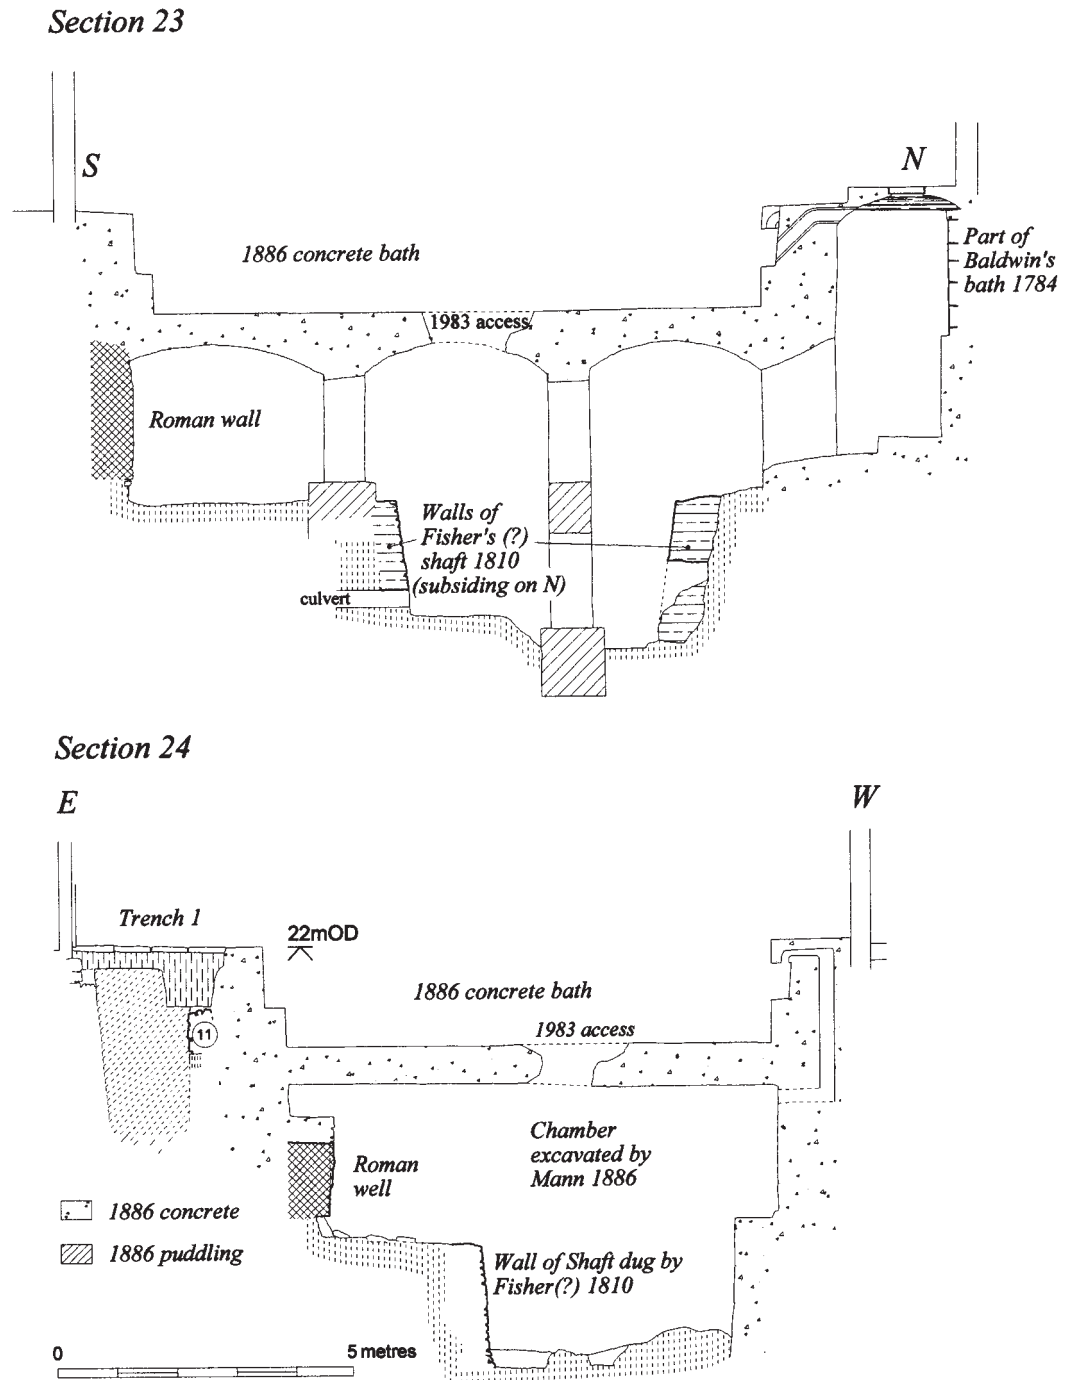 Section 23
S
N
1886 concrete bath
Part of
Baldwin's
bath 1784
1983 access
Roman wall
Walls of
Fisher's (?)
shaft 1810
(subsiding on N)
culvert
Section 24
E
W
Trench 1
22mOD
1886 concrete bath
1983 access
11
Chamber
excavated by
Mann 1886
Roman
well
1886 concrete
1886 puddling
Wall of Shaft dug by
Fisher(?) 1810
0
5 metres